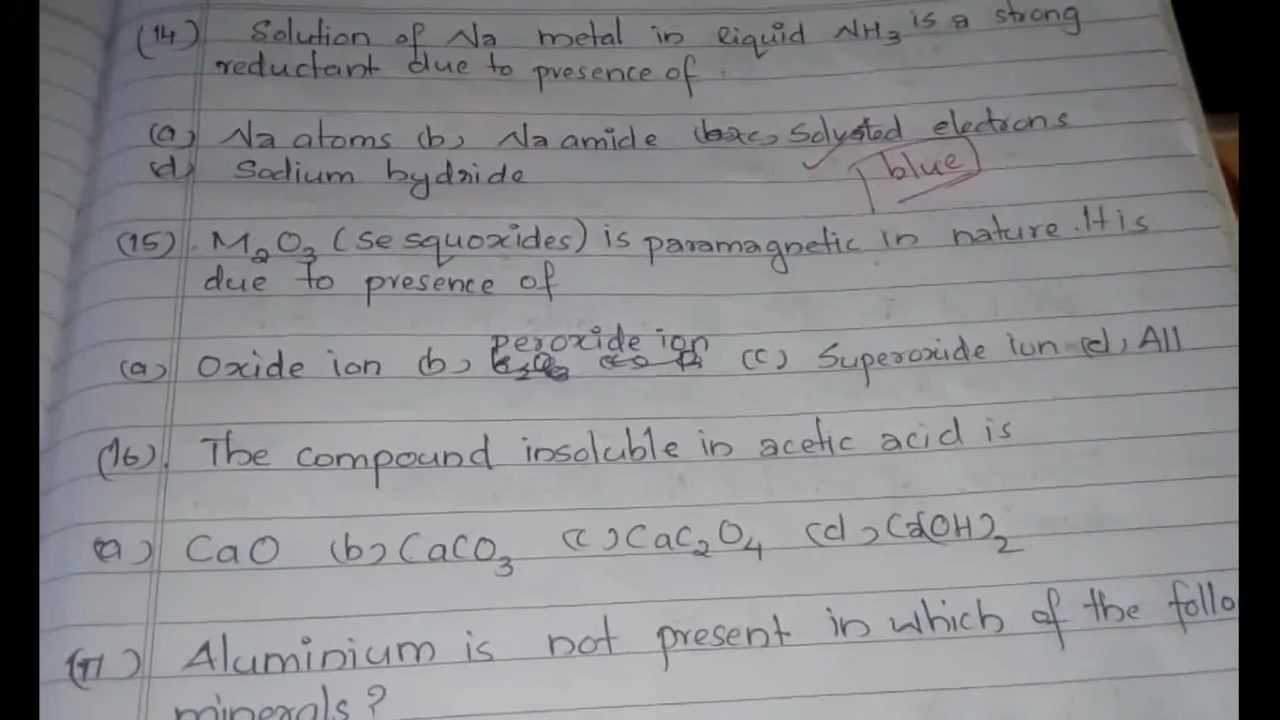 (14) Solution of Na metal in liquid NH3 is a strong
reductant due to presence of
(a) Na atoms (b) Na amide (c) Solvated electrons
blue
(d) Sodium hydride
(15) M2O3 (sesquoxides) is paramagnetic in nature. It is
due to presence of
peroxide ion
(a) Oxide ion (b) (c) Superoxide ion (d) All
(16) The compound insoluble in acetic acid is
(a) CaO (b) CaCO3 (c) CaC2O4 (d) Ca(OH)2
(17) Aluminium is not present in which of the follo
minerals?